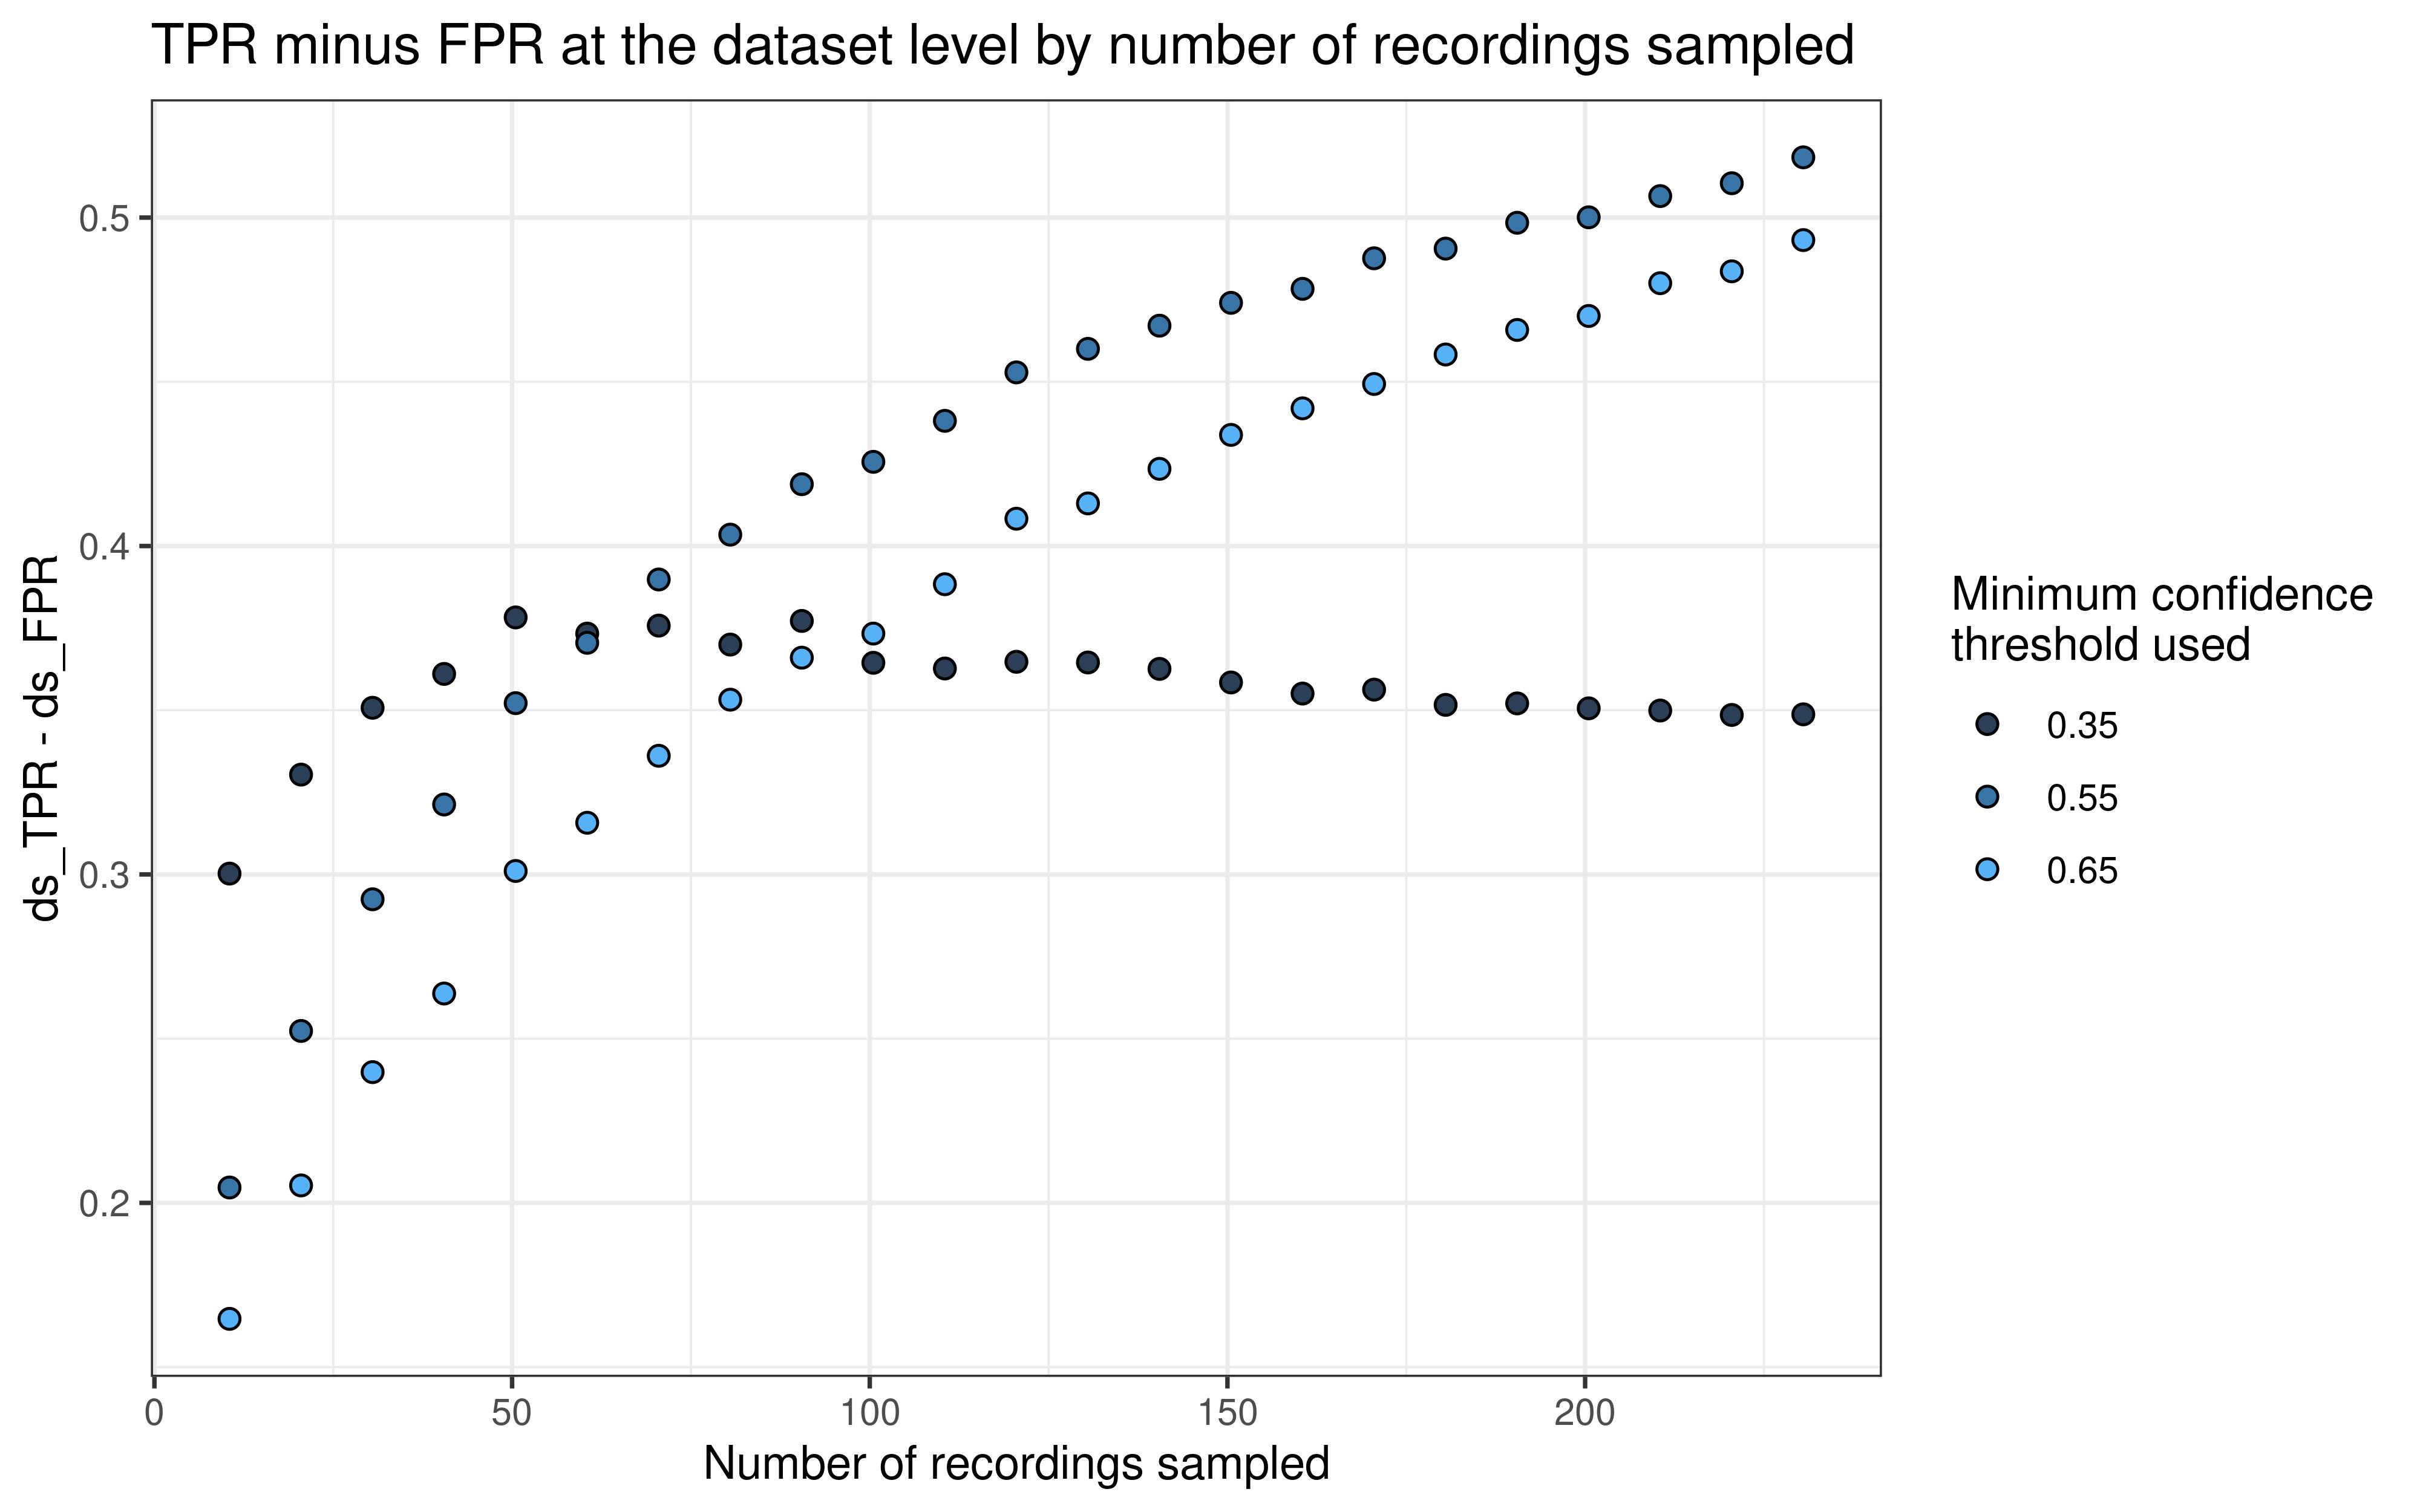 TPR minus FPR at the dataset level by number of recordings sampled
ds_TPR - ds_FPR
0.5
0.4
0.3
0.2
0
50
100
150
200
Number of recordings sampled
Minimum confidence
threshold used
0.35
0.55
0.65